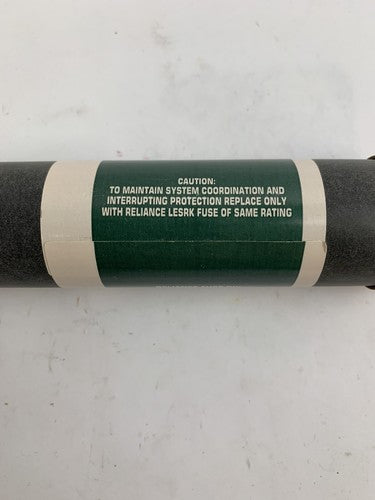 CAUTION:
TO MAINTAIN SYSTEM COORDINATION AND
INTERRUPTING PROTECTION REPLACE ONLY
WITH RELIANCE LESRK FUSE OF SAME RATING